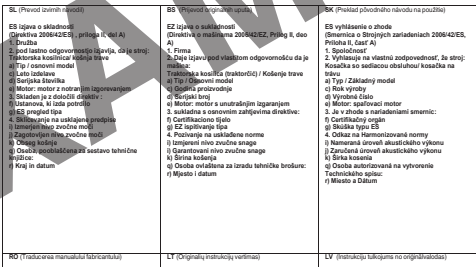 SL (Prevod izvirnih navodil)
ES izjava o skladnosti
(Direktiva 2006/42/ES) , priloga II, del A)
1. Družba
2. pod lastno odgovornostjo izjavlja, da je stroj:
Traktorska kosilnica/ košnja trave
a) Tip / osnovni model
c) Leto izdelave
d) Serijska številka
e) Motor: motor z notranjim izgorevanjem
3. Skladen je z določili direktiv :
f) Ustanova, ki izda potrdilo
g) ES pregled tipa
4. Sklicevanje na usklajene predpise
i) Izmerjen nivo zvočne moči
j) Zagotovljen nivo zvočne moči
k) Obseg košnje
q) Oseba, pooblaščena za sestavo tehnične
knjižice:
r) Kraj in datum
BS (Prijevod originalnih uputa)
EZ izjava o sukladnosti
(Direktiva o mašinama 2006/42/EZ, Prilog II, deo
A)
1. Firma
2. Daje izjavu pod vlastitom odgovornošću da je
mašina:
Traktorska kosilica (traktorčić) / Košenje trave
a) Tip / Osnovni model
c) Godina proizvodnje
d) Serijski broj
e) Motor: motor s unutrašnjim izgaranjem
3. sukladna s osnovnim zahtjevima direktive:
f) Certifikaciono tijelo
g) EZ ispitivanje tipa
4. Pozivanje na usklađene norme
i) Izmjereni nivo zvučne snage
j) Garantovani nivo zvučne snage
k) Širina košenja
q) Osoba ovlaštena za izradu tehničke brošure:
r) Mjesto i datum
SK (Preklad pôvodného návodu na použitie)
ES vyhlásenie o zhode
(Smernica o Strojných zariadeniach 2006/42/ES,
Príloha II, časť A)
1. Spoločnosť
2. Vyhlasuje na vlastnú zodpovednosť, že stroj:
Kosačka so sediacou obsluhou/ kosačka na
trávu
a) Typ / Základný model
c) Rok výroby
d) Výrobné číslo
e) Motor: spaľovací motor
3. Je v zhode s nariadeniami smerníc:
f) Certifikačný orgán
g) Skúška typu ES
4. Odkaz na Harmonizované normy
i) Nameraná úroveň akustického výkonu
j) Zaručená úroveň akustického výkonu
k) Šírka kosenia
q) Osoba autorizovaná na vytvorenie
Technického spisu:
r) Miesto a Dátum
RO (Traducerea manualului fabricantului)
LT (Originalių instrukcijų vertimas)
LV (Instrukciju tulkojums no oriģinālvalodas)